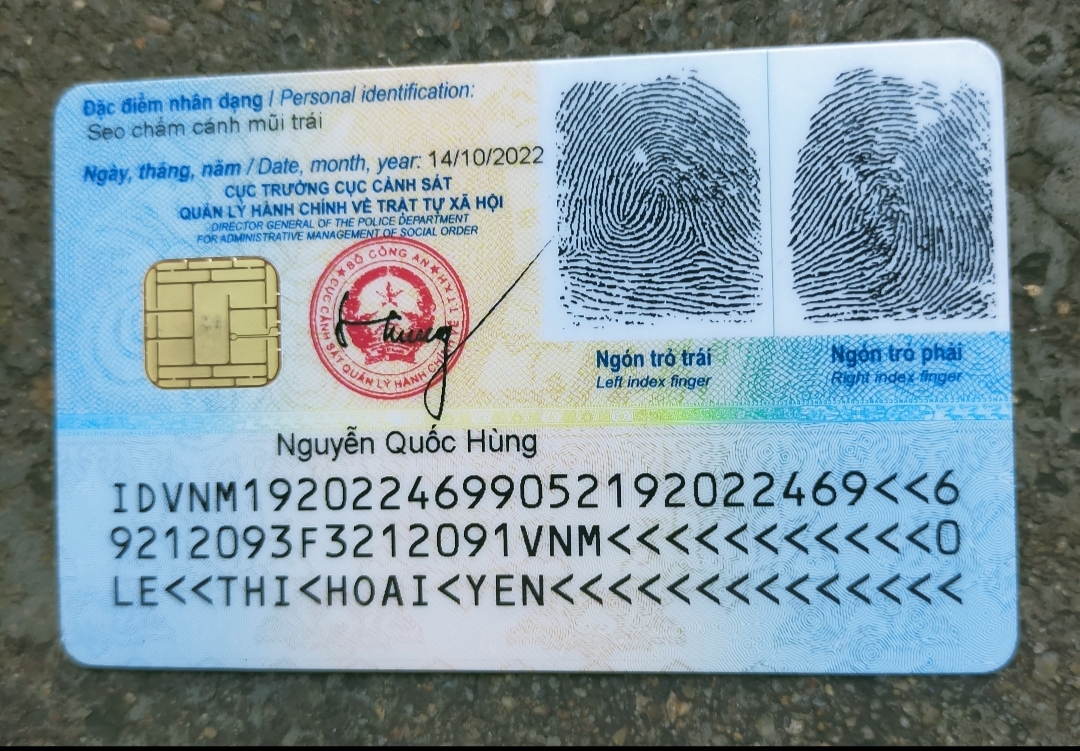 Đặc điểm nhân dạng / Personal identification:
Sẹo chấm cánh mũi trái
Ngày, tháng, năm / Date, month, year: 14/10/2022
CỤC TRƯỞNG CỤC CẢNH SÁT
QUẢN LÝ HÀNH CHÍNH VỀ TRẬT TỰ XÃ HỘI
DIRECTOR GENERAL OF THE POLICE DEPARTMENT
FOR ADMINISTRATIVE MANAGEMENT OF SOCIAL ORDER
BỘ CÔNG AN
CỤC CẢNH SÁT QUẢN LÝ HÀNH
Ngón trỏ trái
Left index finger
Ngón trỏ phải
Right index finger
Nguyễn Quốc Hùng
IDVNM1920224699052192022469<<6
9212093F3212091VNM<<<<<<<<<<<0
LE<<THI<HOAI<YEN<<<<<<<<<<<<<<